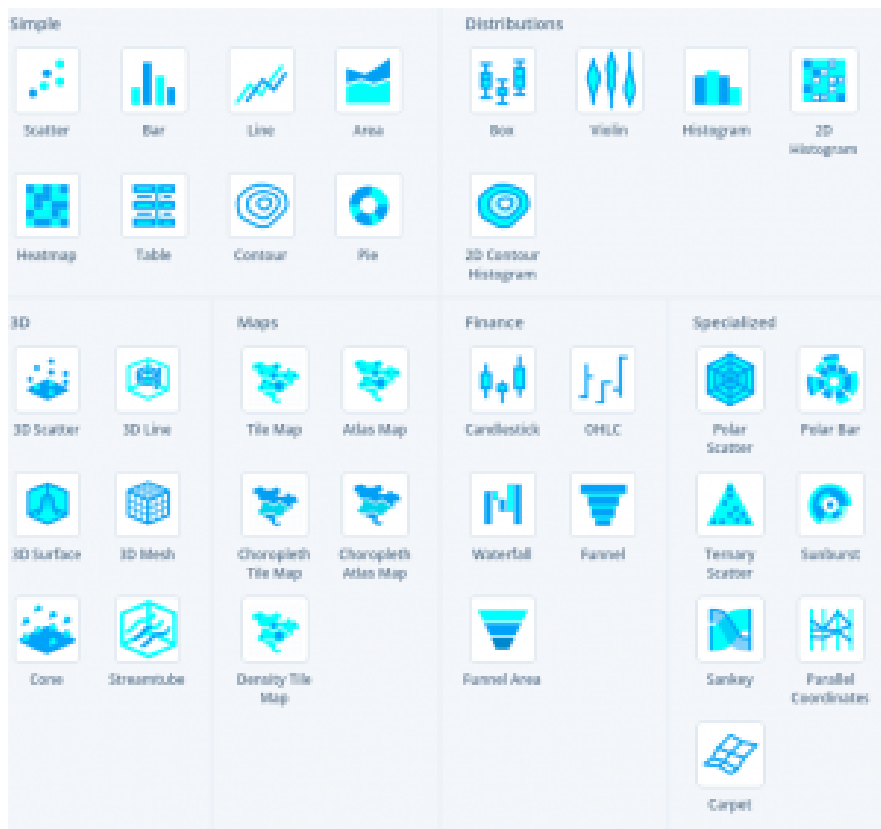 Simple
Distributions
Scatter
Bar
Line
Area
Box
Violin
Histogram
2D
Histogram
Heatmap
Table
Contour
Pie
2D Contour
Histogram
3D
Maps
Finance
Specialized
3D Scatter
3D Line
Tile Map
Atlas Map
Candlestick
OHLC
Polar
Scatter
Polar Bar
3D Surface
3D Mesh
Choropleth
Tile Map
Choropleth
Atlas Map
Waterfall
Funnel
Ternary
Scatter
Sunburst
Cone
Streamtube
Density Tile
Map
Funnel Area
Sankey
Parallel
Coordinates
Carpet